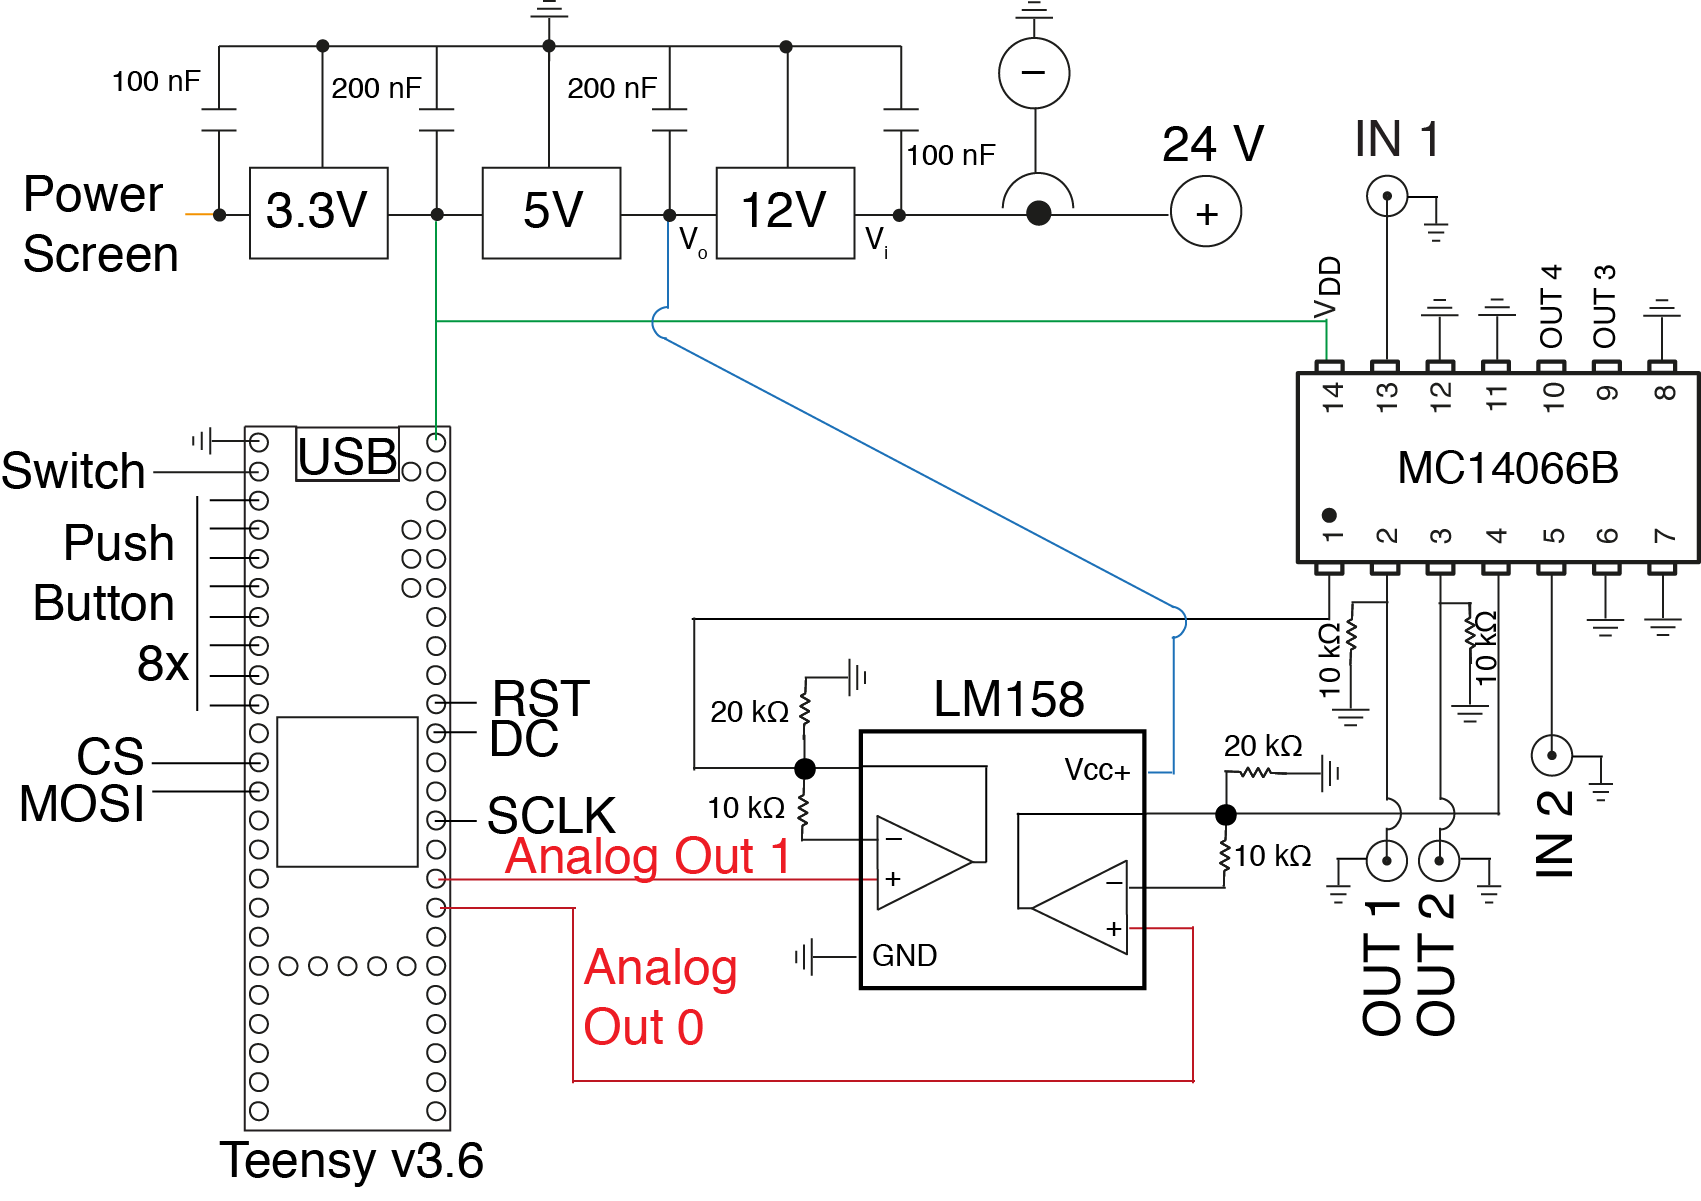 100 nF
200 nF
200 nF
100 nF
−
24 V
+
IN 1
Power
Screen
3.3V
5V
12V
Vo
Vi
VDD
OUT 4
OUT 3
14
13
12
11
10
9
8
MC14066B
1
2
3
4
5
6
7
USB
Switch
Push
Button
8x
CS
MOSI
RST
DC
SCLK
Analog Out 1
Analog
Out 0
Teensy v3.6
LM158
20 kΩ
10 kΩ
Vcc+
−
+
GND
20 kΩ
10 kΩ
−
+
10 kΩ
10 kΩ
OUT 1
OUT 2
IN 2